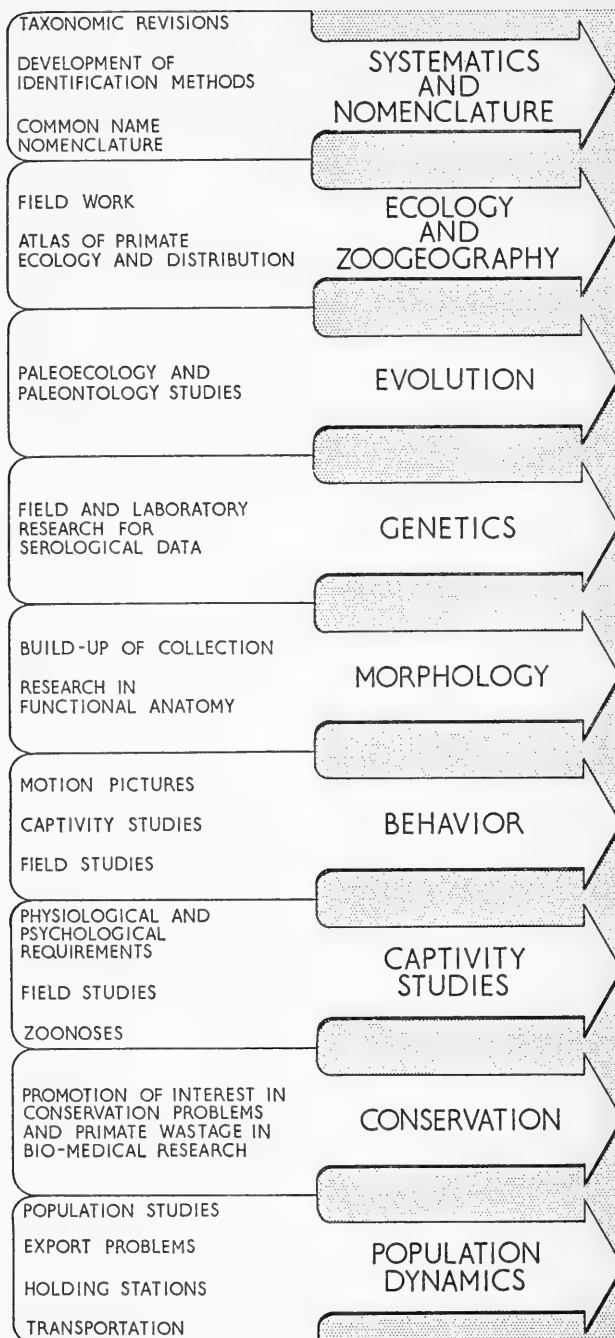 TAXONOMIC REVISIONS
DEVELOPMENT OF
IDENTIFICATION METHODS
COMMON NAME
NOMENCLATURE
SYSTEMATICS
AND
NOMENCLATURE
FIELD WORK
ATLAS OF PRIMATE
ECOLOGY AND DISTRIBUTION
ECOLOGY
AND
ZOOGEOGRAPHY
PALEOECOLOGY AND
PALEONTOLOGY STUDIES
EVOLUTION
FIELD AND LABORATORY
RESEARCH FOR
SEROLOGICAL DATA
GENETICS
BUILD-UP OF COLLECTION
RESEARCH IN
FUNCTIONAL ANATOMY
MORPHOLOGY
MOTION PICTURES
CAPTIVITY STUDIES
FIELD STUDIES
BEHAVIOR
PHYSIOLOGICAL AND
PSYCHOLOGICAL
REQUIREMENTS
FIELD STUDIES
ZOONOSES
CAPTIVITY
STUDIES
PROMOTION OF INTEREST IN
CONSERVATION PROBLEMS
AND PRIMATE WASTAGE IN
BIO-MEDICAL RESEARCH
CONSERVATION
POPULATION STUDIES
EXPORT PROBLEMS
HOLDING STATIONS
TRANSPORTATION
POPULATION
DYNAMICS